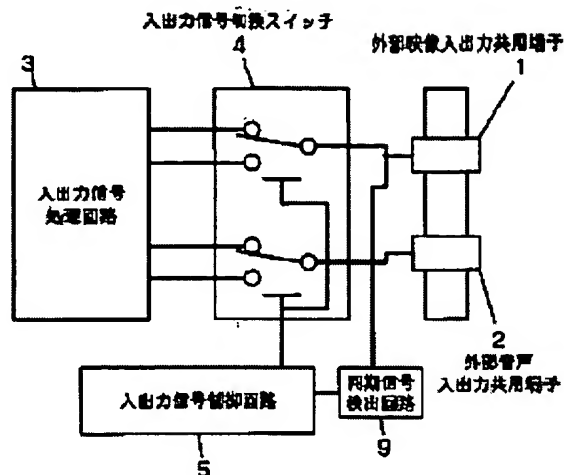 入出力信号切換スイッチ
4
外部映像入出力共用端子
1
3
入出力信号
処理回路
2
外部音声
入出力共用端子
入出力信号制御回路
5
同期信号
検出回路
9